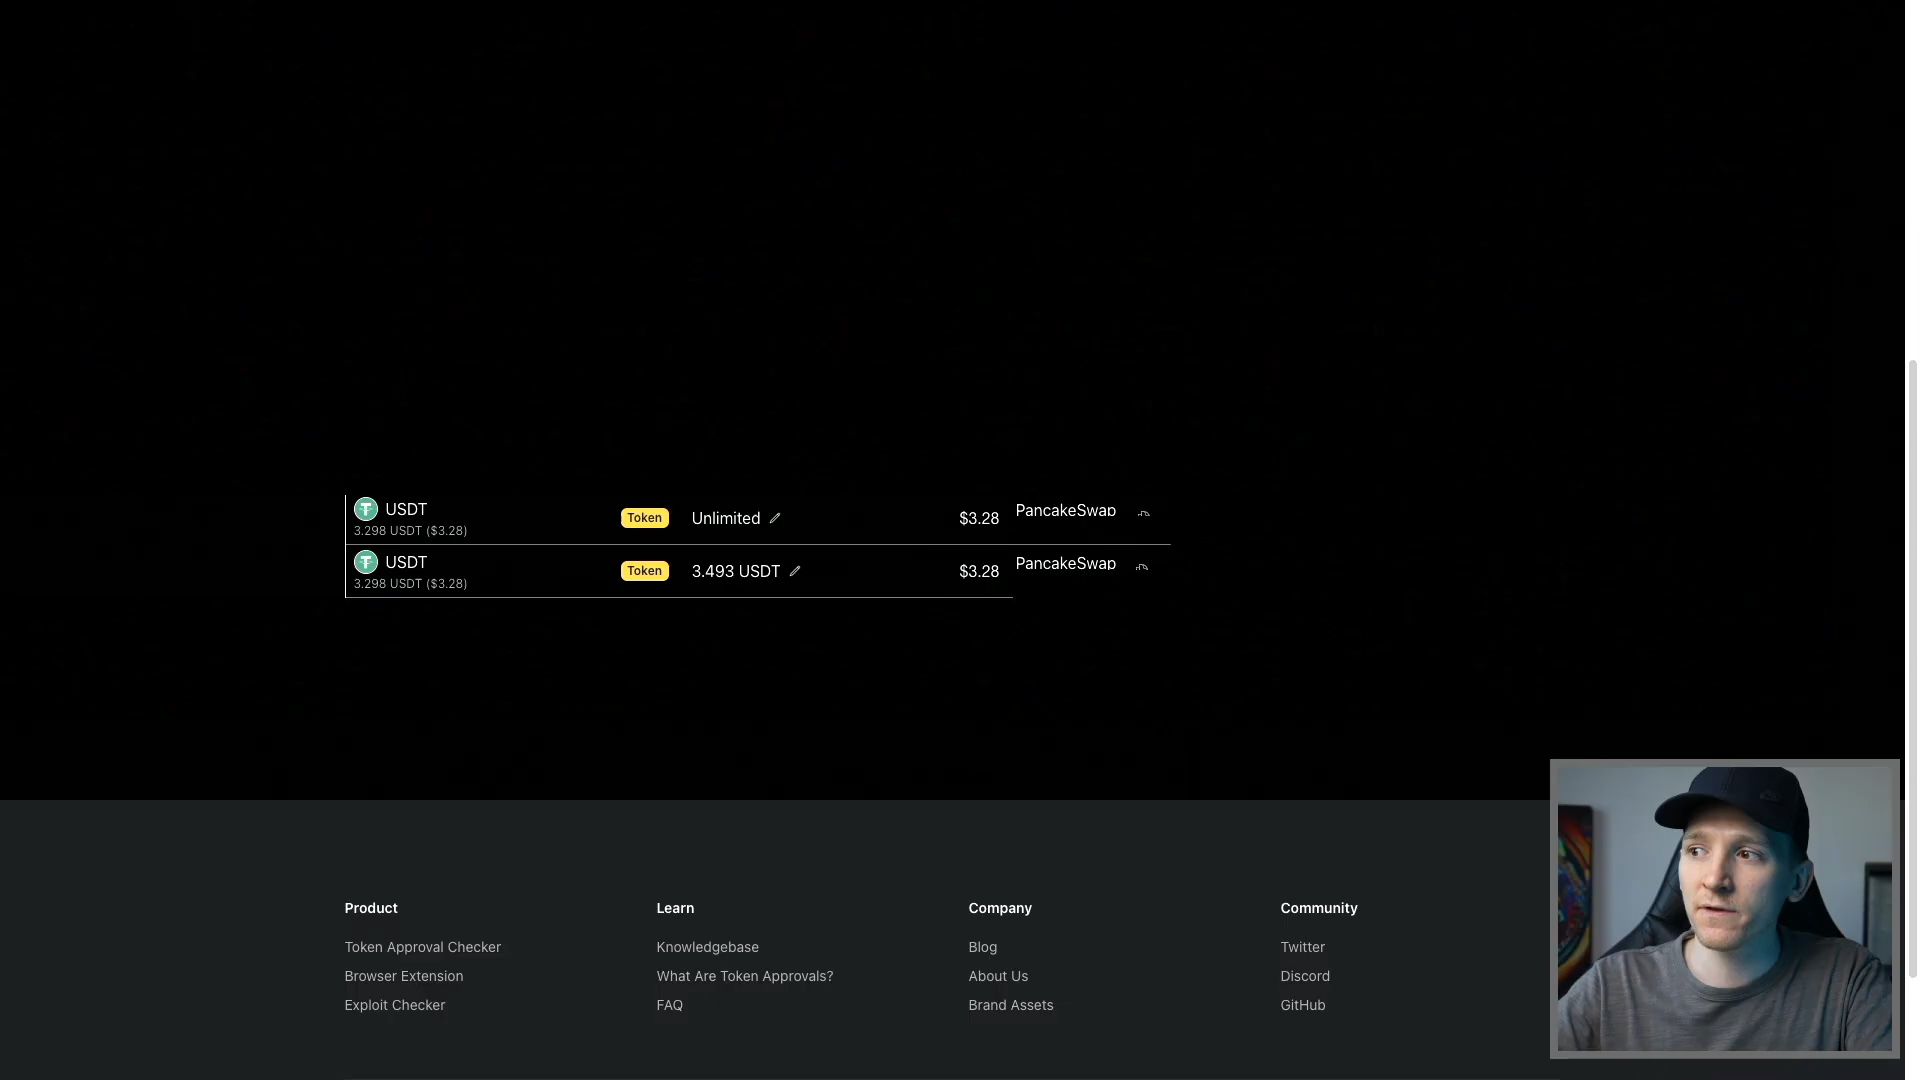 USDT
3.298 USDT ($3.28)
Token
Unlimited
$3.28
PancakeSwap
USDT
3.298 USDT ($3.28)
Token
3.493 USDT
$3.28
PancakeSwap
Product
Token Approval Checker
Browser Extension
Exploit Checker
Learn
Knowledgebase
What Are Token Approvals?
FAQ
Company
Blog
About Us
Brand Assets
Community
Twitter
Discord
GitHub